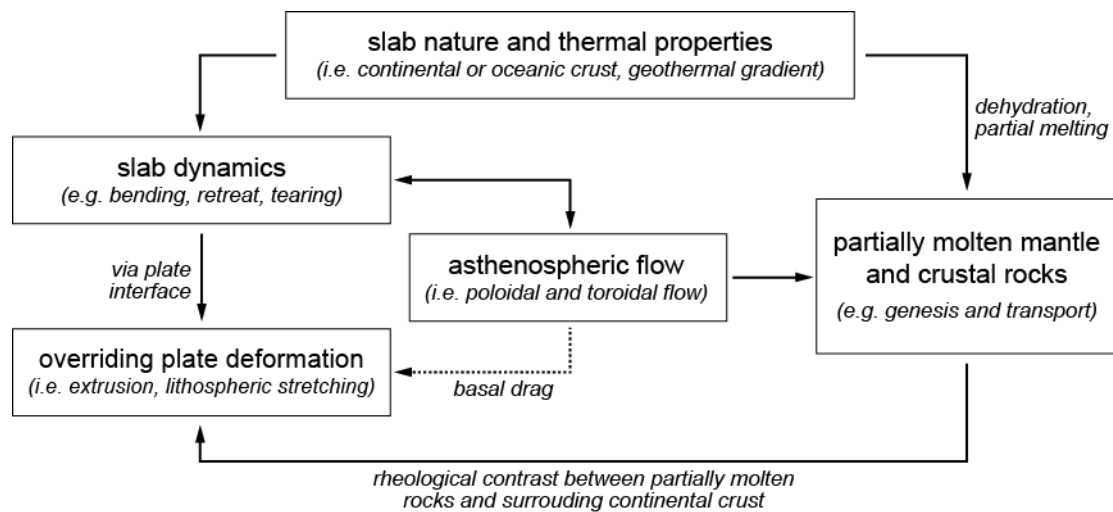 slab nature and thermal properties
(i.e. continental or oceanic crust, geothermal gradient)
dehydration,
partial melting
slab dynamics
(e.g. bending, retreat, tearing)
via plate
interface
asthenospheric flow
(i.e. poloidal and toroidal flow)
partially molten mantle
and crustal rocks
(e.g. genesis and transport)
overriding plate deformation
(i.e. extrusion, lithospheric stretching)
basal drag
rheological contrast between partially molten
rocks and surrouding continental crust